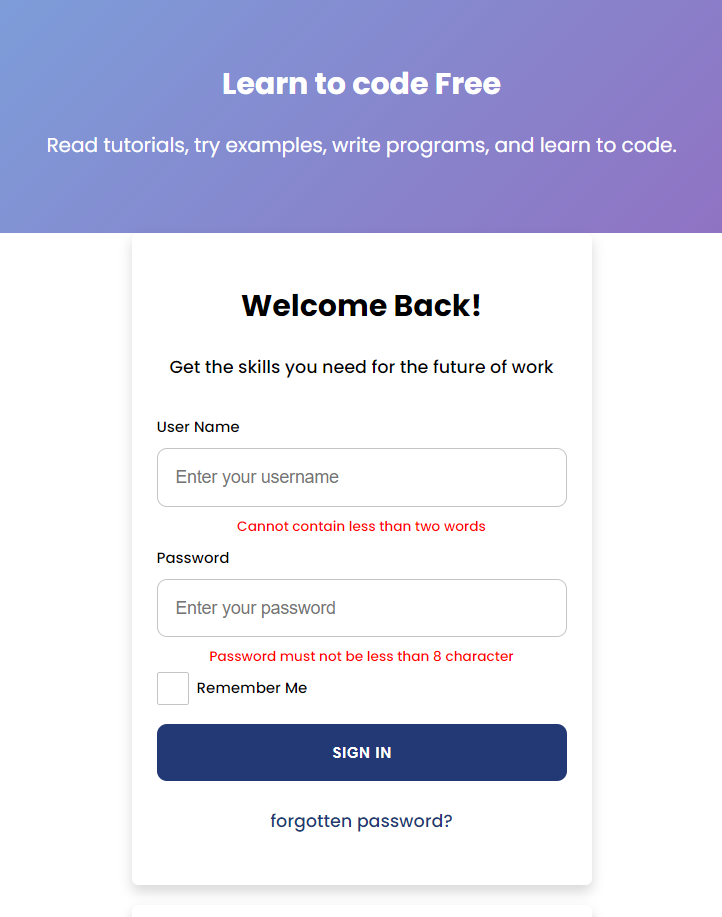 Learn to code Free
Read tutorials, try examples, write programs, and learn to code.
Welcome Back!
Get the skills you need for the future of work
User Name
Enter your username
Cannot contain less than two words
Password
Enter your password
Password must not be less than 8 character
Remember Me
SIGN IN
forgotten password?